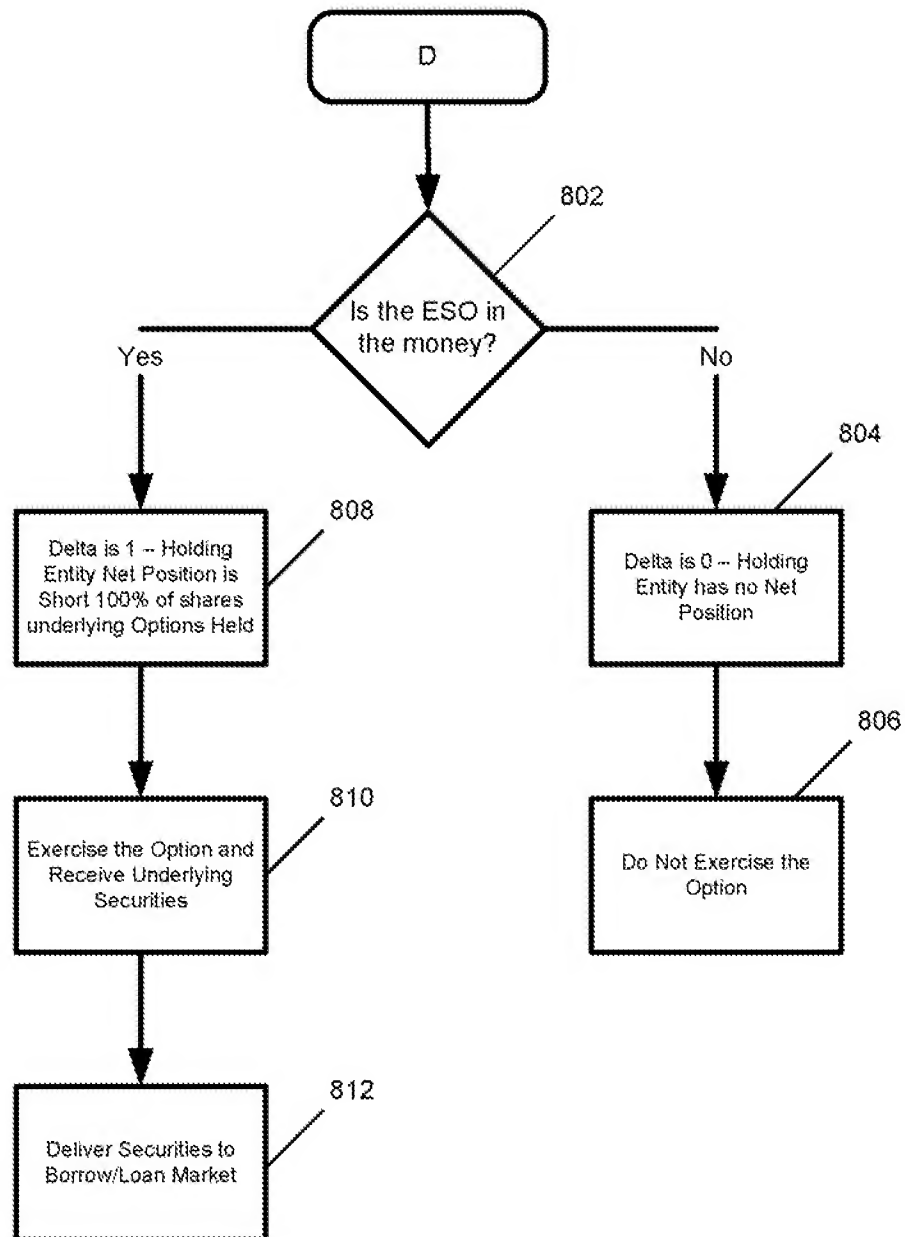 D
802
Is the ESO in
the money?
Yes
No
804
808
Delta is 1 – Holding
Entity Net Position is
Short 100% of shares
underlying Options Held
Delta is 0 – Holding
Entity has no Net
Position
806
810
Exercise the Option and
Receive Underlying
Securities
Do Not Exercise the
Option
812
Deliver Securities to
Borrow/Loan Market